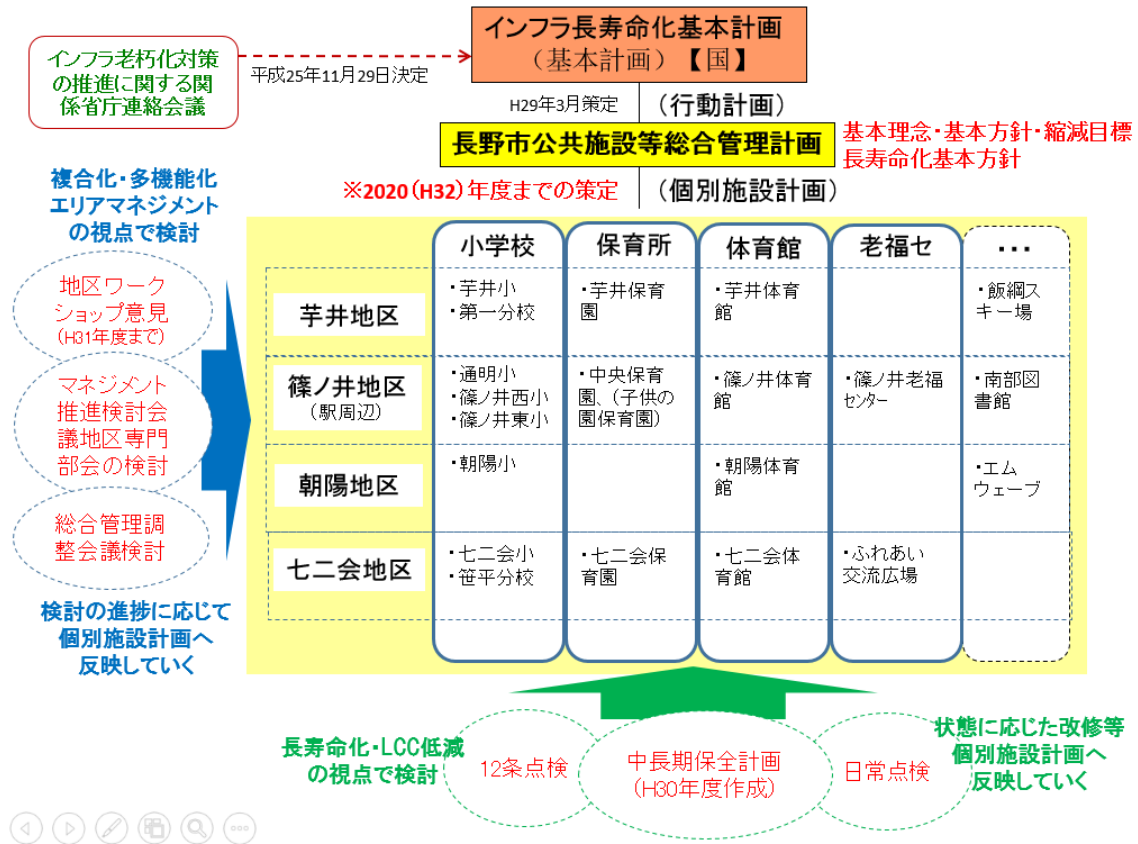 インフラ長寿命化基本計画
(基本計画)【国】
インフラ老朽化対策
の推進に関する関
係省庁連絡会議
平成25年11月29日決定
H29年3月策定
(行動計画)
長野市公共施設等総合管理計画
基本理念・基本方針・縮減目標
長寿命化基本方針
※2020(H32)年度までの策定
(個別施設計画)
複合化・多機能化
エリアマネジメント
の視点で検討
地区ワーク
ショップ意見
(H31年度まで)
マネジメント
推進検討会
議地区専門
部会の検討
総合管理調
整会議検討
検討の進捗に応じて
個別施設計画へ
反映していく
小学校
保育所
体育館
老福セ
・・・
芋井地区
・芋井小
・第一分校
・芋井保育
園
・芋井体育
館
・飯綱ス
キー場
篠ノ井地区
(駅周辺)
・通明小
・篠ノ井西小
・篠ノ井東小
・中央保育
園、(子供の
園保育園)
・篠ノ井体育
館
・篠ノ井老福
センター
・南部図
書館
朝陽地区
・朝陽小
・朝陽体育
館
・エム
ウェーブ
七二会地区
・七二会小
・笹平分校
・七二会保
育園
・七二会体
育館
・ふれあい
交流広場
長寿命化・LCC低減
の視点で検討
12条点検
中長期保全計画
(H30年度作成)
日常点検
状態に応じた改修等
個別施設計画へ
反映していく